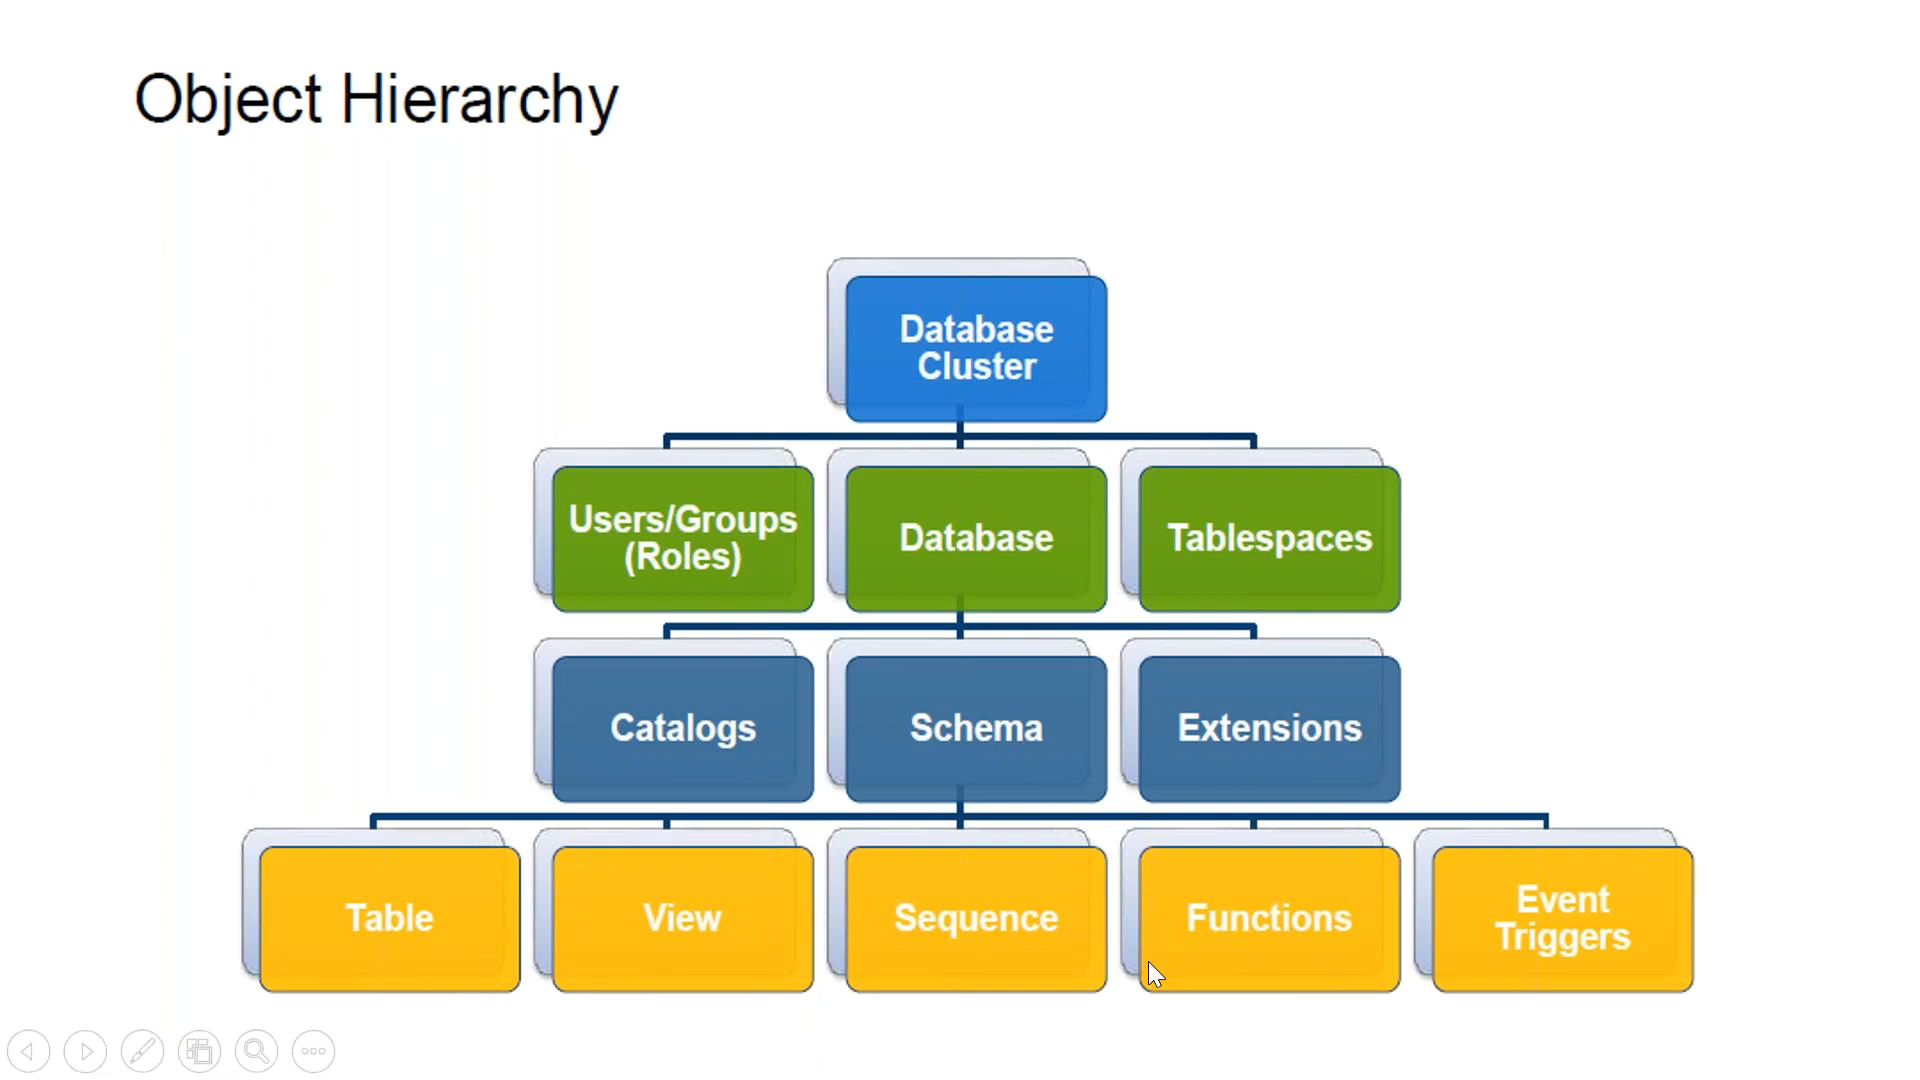 Object Hierarchy
Database
Cluster
Users/Groups
(Roles)
Database
Tablespaces
Catalogs
Schema
Extensions
Table
View
Sequence
Functions
Event
Triggers